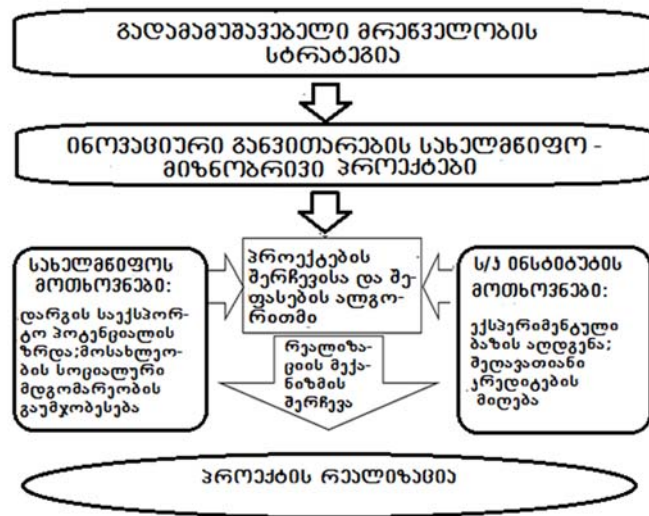 გადამამუშავებელი მრეწველობის
სტრატეგია
ინოვაციური განვითარების სახელმწიფო -
მიზნობრივი პროექტები
სახელმწიფოს
მოთხოვნები:
დარგის საექსპორ-
ტო პოტენციალის
ზრდა;მოსახლეო-
ბის სოციალური
მდგომარეობის
გაუმჯობესება
პროექტების
შერჩევისა და შე-
ფასების ალგო-
რითმი
რეალიზა-
ციის მექა-
ნიზმის
შერჩევა
ს/კ ინსტიტუტის
მოთხოვნები:
ექსპერიმენტული
ბაზის აღდგენა;
შეღავათიანი
კრედიტების
მიღება
პროექტის რეალიზაცია